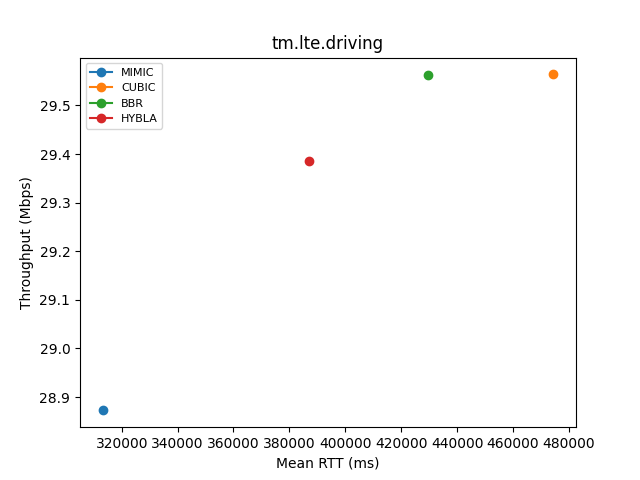 tm.lte.driving
MIMIC
CUBIC
BBR
HYBLA
Throughput (Mbps)
29.5
29.4
29.3
29.2
29.1
29.0
28.9
320000 340000 360000 380000 400000 420000 440000 460000 480000
Mean RTT (ms)